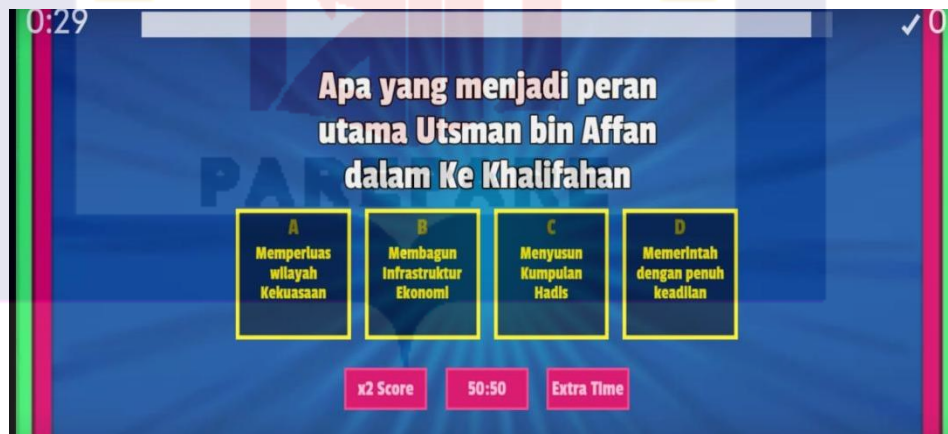 0:29
✓ 0
Apa yang menjadi peran
utama Utsman bin Affan
dalam Ke Khalifahan
PAREPARE
A
Memperluas
wilayah
Kekuasaan
B
Membagun
Infrastruktur
Ekonomi
C
Menyusun
Kumpulan
Hadis
D
Memerintah
dengan penuh
keadilan
x2 Score
50:50
Extra Time